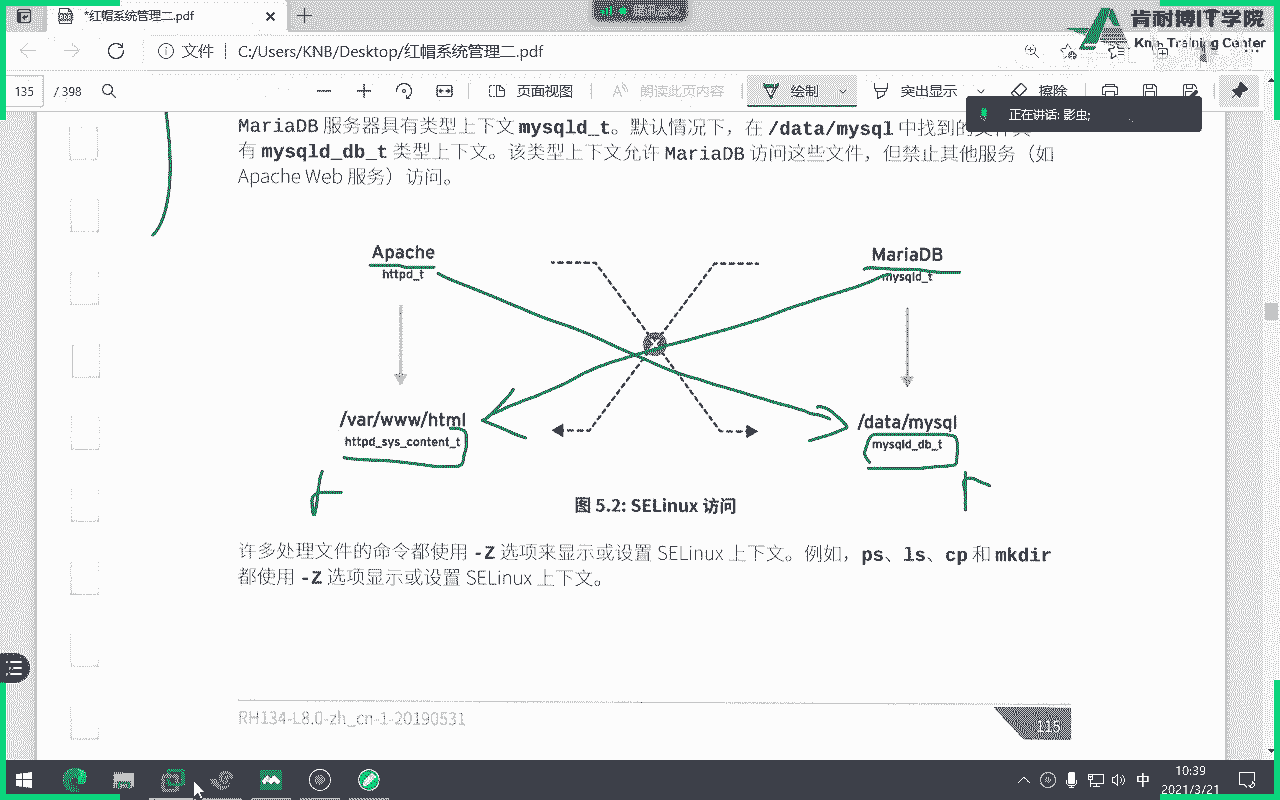 *红帽系统管理二.pdf
肯耐博IT学院
文件 C:/Users/KNB/Desktop/红帽系统管理二.pdf
Training Center
135 / 398
页面视图
朗读此页内容
绘制
突出显示
擦除
正在讲话: 影虫;
MariaDB 服务器具有类型上下文 mysqld_t。默认情况下，在 /data/mysql 中找到的文件具
有 mysqld_db_t 类型上下文。该类型上下文允许 MariaDB 访问这些文件，但禁止其他服务（如
Apache Web 服务）访问。
Apache
httpd_t
MariaDB
mysqld_t
/var/www/html
httpd_sys_content_t
/data/mysql
mysqld_db_t
图 5.2: SELinux 访问
许多处理文件的命令都使用 -Z 选项来显示或设置 SELinux 上下文。例如，ps、ls、cp 和 mkdir
都使用 -Z 选项显示或设置 SELinux 上下文。
RH134-L8.0-zh_cn-1-20190531
115
中
10:39
2021/3/21